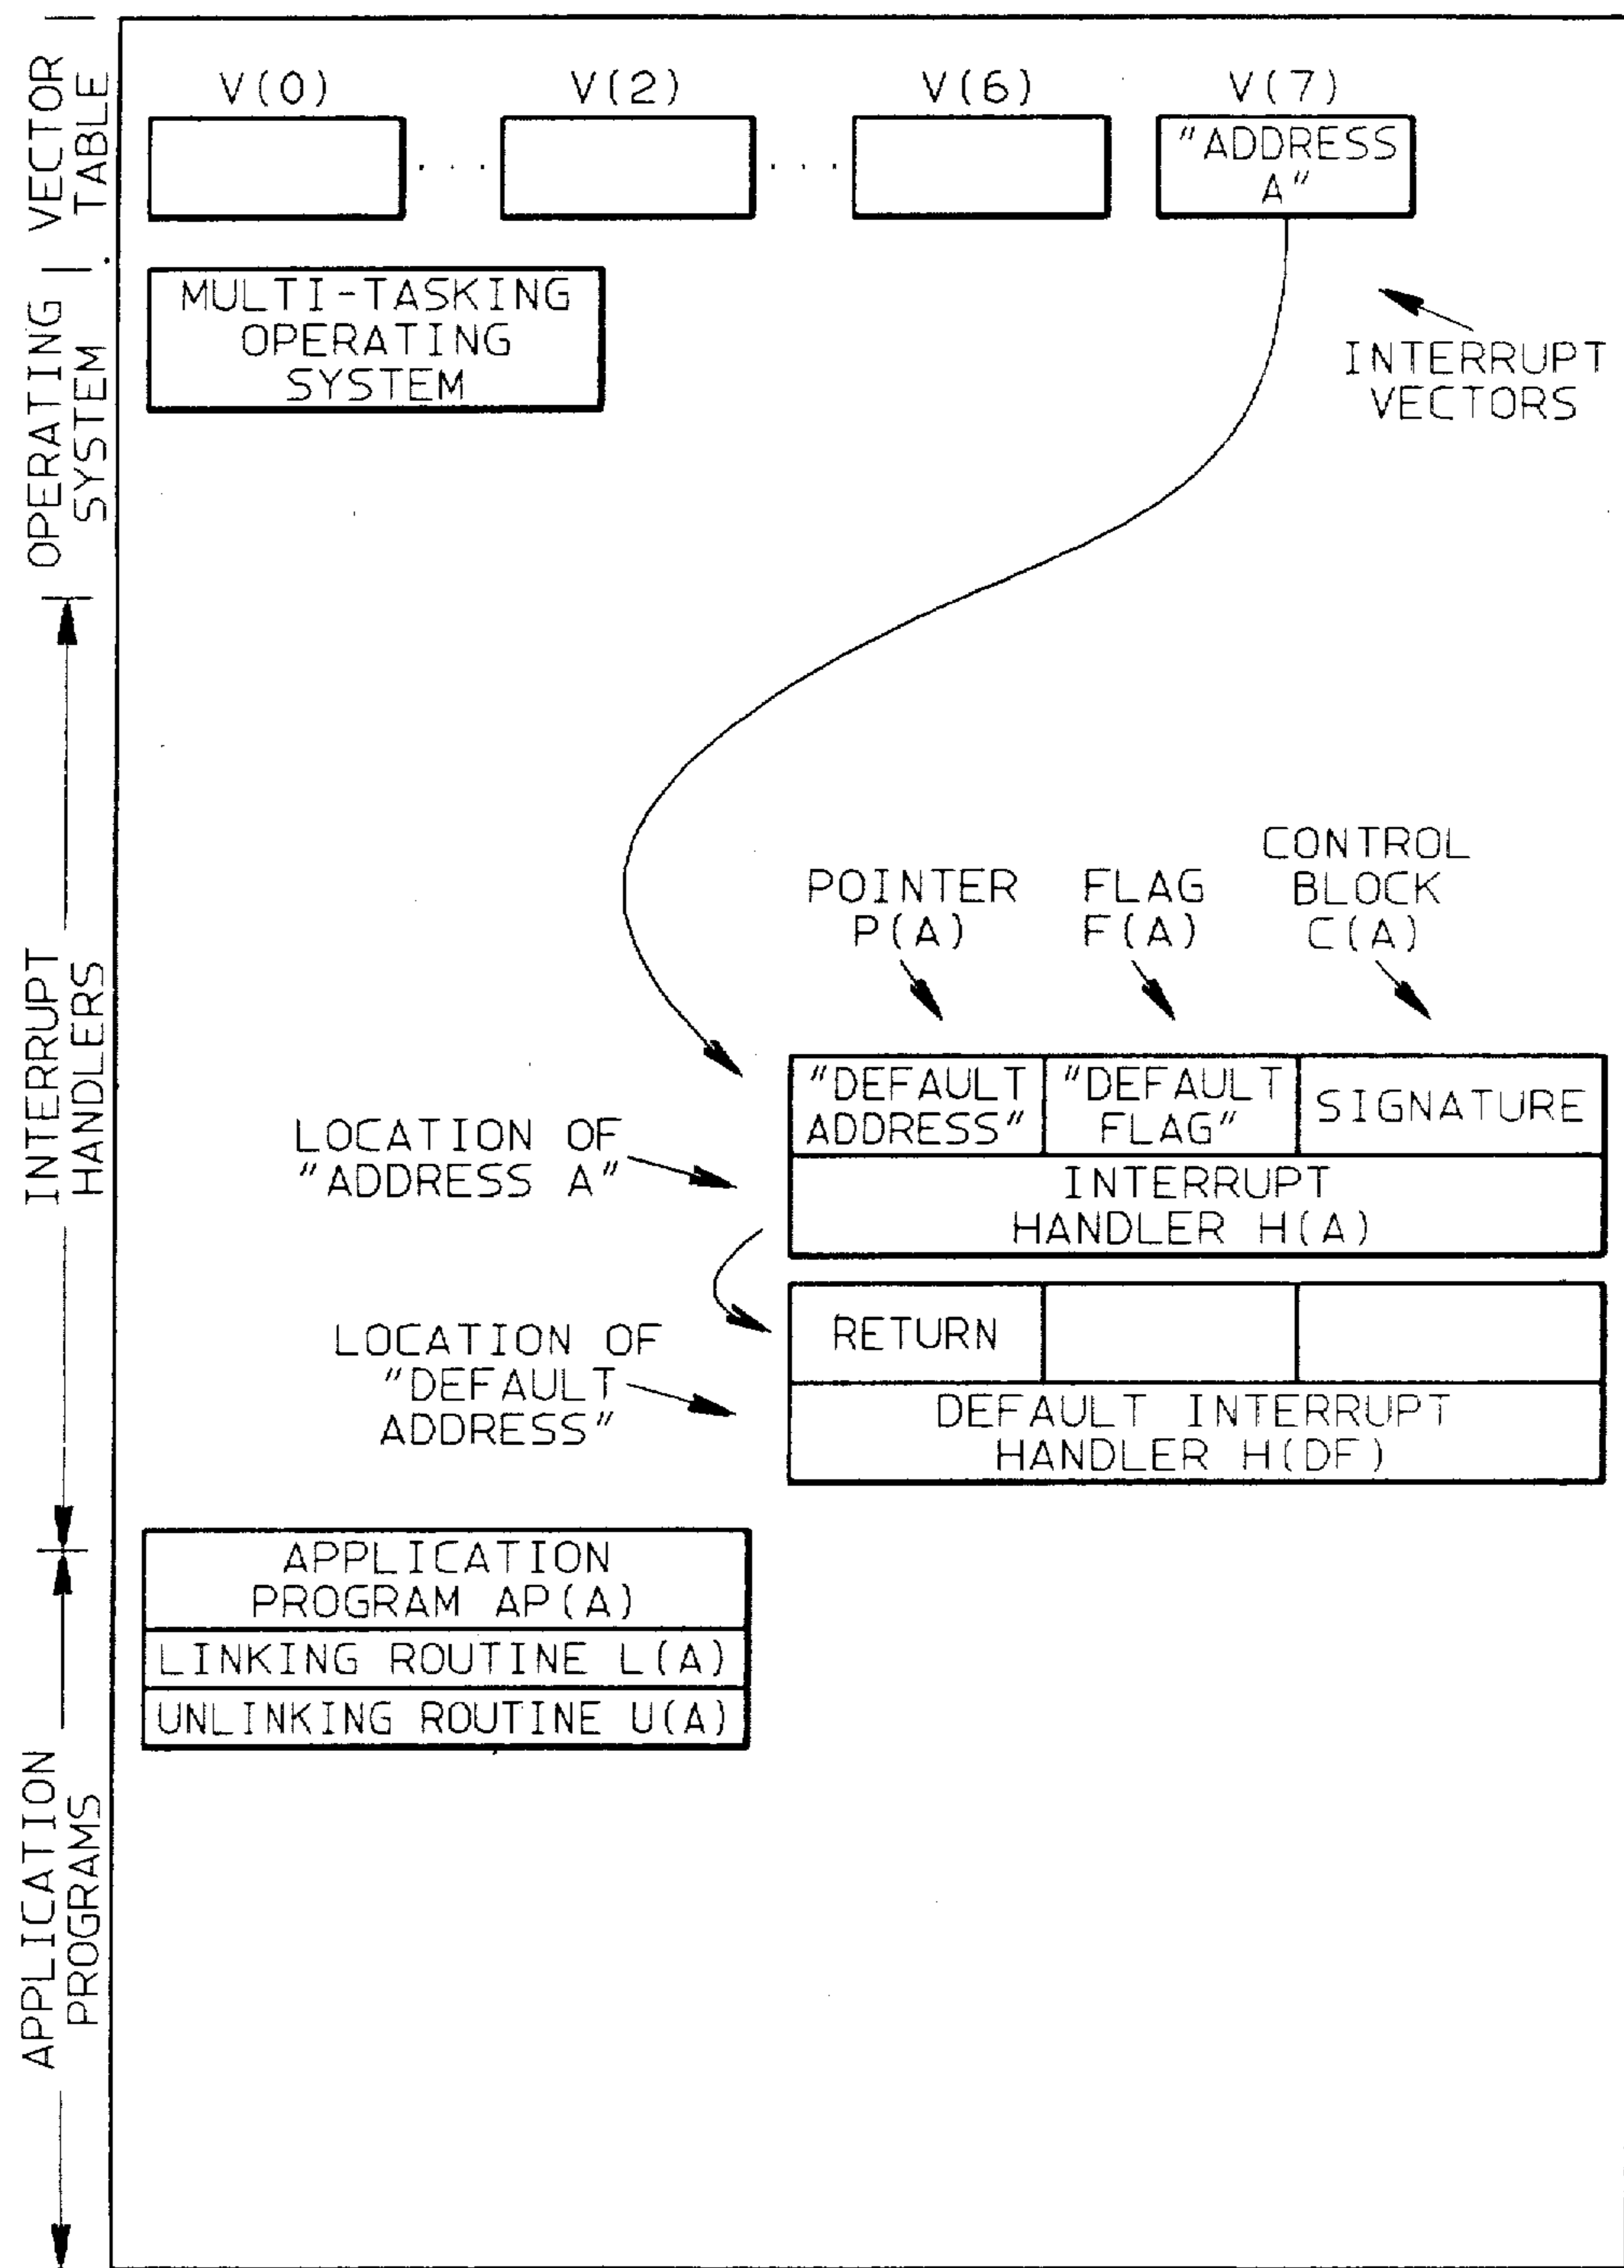 VECTOR
TABLE
V(0) V(2) V(6) V(7)
... ...
"ADDRESS
A"
OPERATING
SYSTEM
MULTI-TASKING
OPERATING
SYSTEM
INTERRUPT
VECTORS
INTERRUPT
HANDLERS
POINTER
P(A)
FLAG
F(A)
CONTROL
BLOCK
C(A)
"DEFAULT
ADDRESS"
"DEFAULT
FLAG"
SIGNATURE
LOCATION OF
"ADDRESS A"
INTERRUPT
HANDLER H(A)
RETURN
LOCATION OF
"DEFAULT
ADDRESS"
DEFAULT INTERRUPT
HANDLER H(DF)
APPLICATION
PROGRAMS
APPLICATION
PROGRAM AP(A)
LINKING ROUTINE L(A)
UNLINKING ROUTINE U(A)